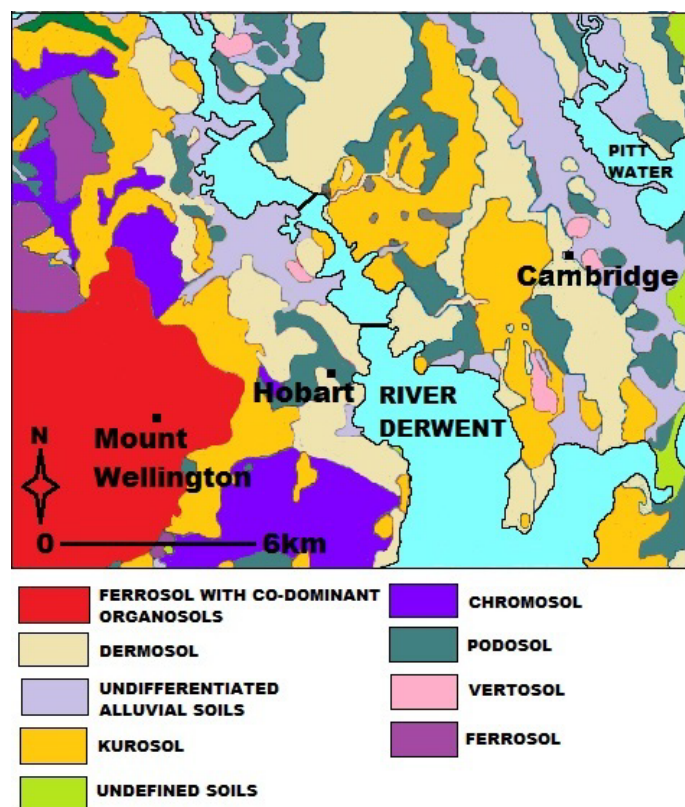 PITT
WATER
Cambridge
Hobart
RIVER
DERWENT
N
Mount
Wellington
0 6km
FERROSOL WITH CO-DOMINANT
ORGANOSOLS
DERMOSOL
UNDIFFERENTIATED
ALLUVIAL SOILS
KUROSOL
UNDEFINED SOILS
CHROMOSOL
PODOSOL
VERTOSOL
FERROSOL